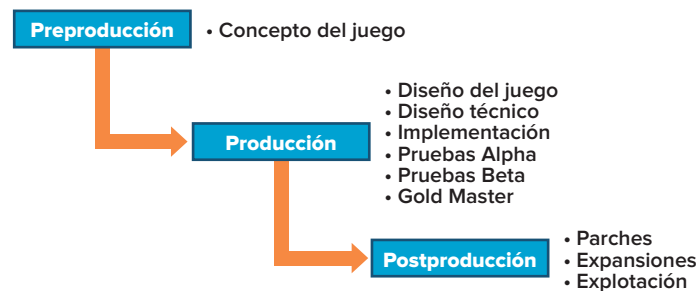 Preproducción
• Concepto del juego
Producción
• Diseño del juego
• Diseño técnico
• Implementación
• Pruebas Alpha
• Pruebas Beta
• Gold Master
Postproducción
• Parches
• Expansiones
• Explotación